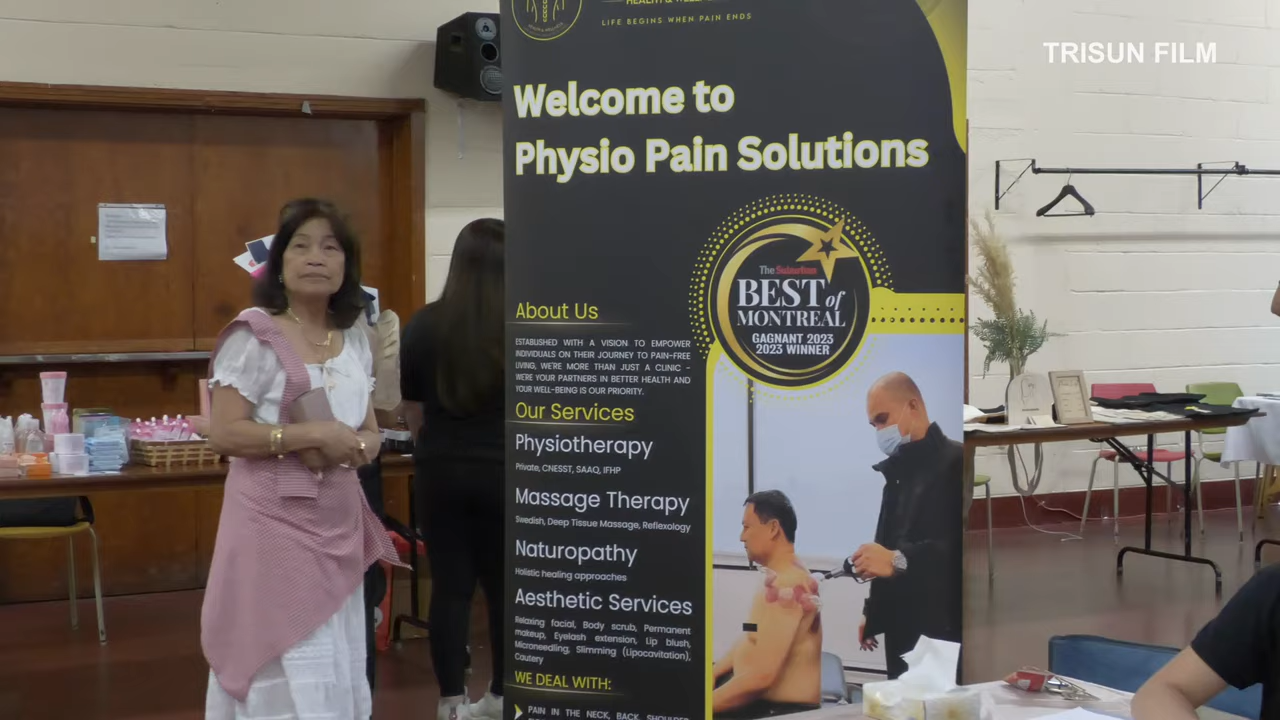 LIFE BEGINS WHEN PAIN ENDS
TRISUN FILM
Welcome to
Physio Pain Solutions
The Suburban
BEST of
MONTREAL
GAGNANT 2023
2023 WINNER
About Us
ESTABLISHED WITH A VISION TO EMPOWER
INDIVIDUALS ON THEIR JOURNEY TO PAIN-FREE
LIVING, WE'RE MORE THAN JUST A CLINIC -
WE'RE YOUR PARTNERS IN BETTER HEALTH AND
YOUR WELL-BEING IS OUR PRIORITY.
Our Services
Physiotherapy
Private, CNESST, SAAQ, IFHP
Massage Therapy
Swedish, Deep Tissue Massage, Reflexology
Naturopathy
Holistic healing approaches
Aesthetic Services
Relaxing facial, Body scrub, Permanent
makeup, Eyelash extension, Lip blush,
Microneedling, Slimming (Lipocavitation),
Cautery
WE DEAL WITH:
PAIN IN THE NECK, BACK, SHOULDER